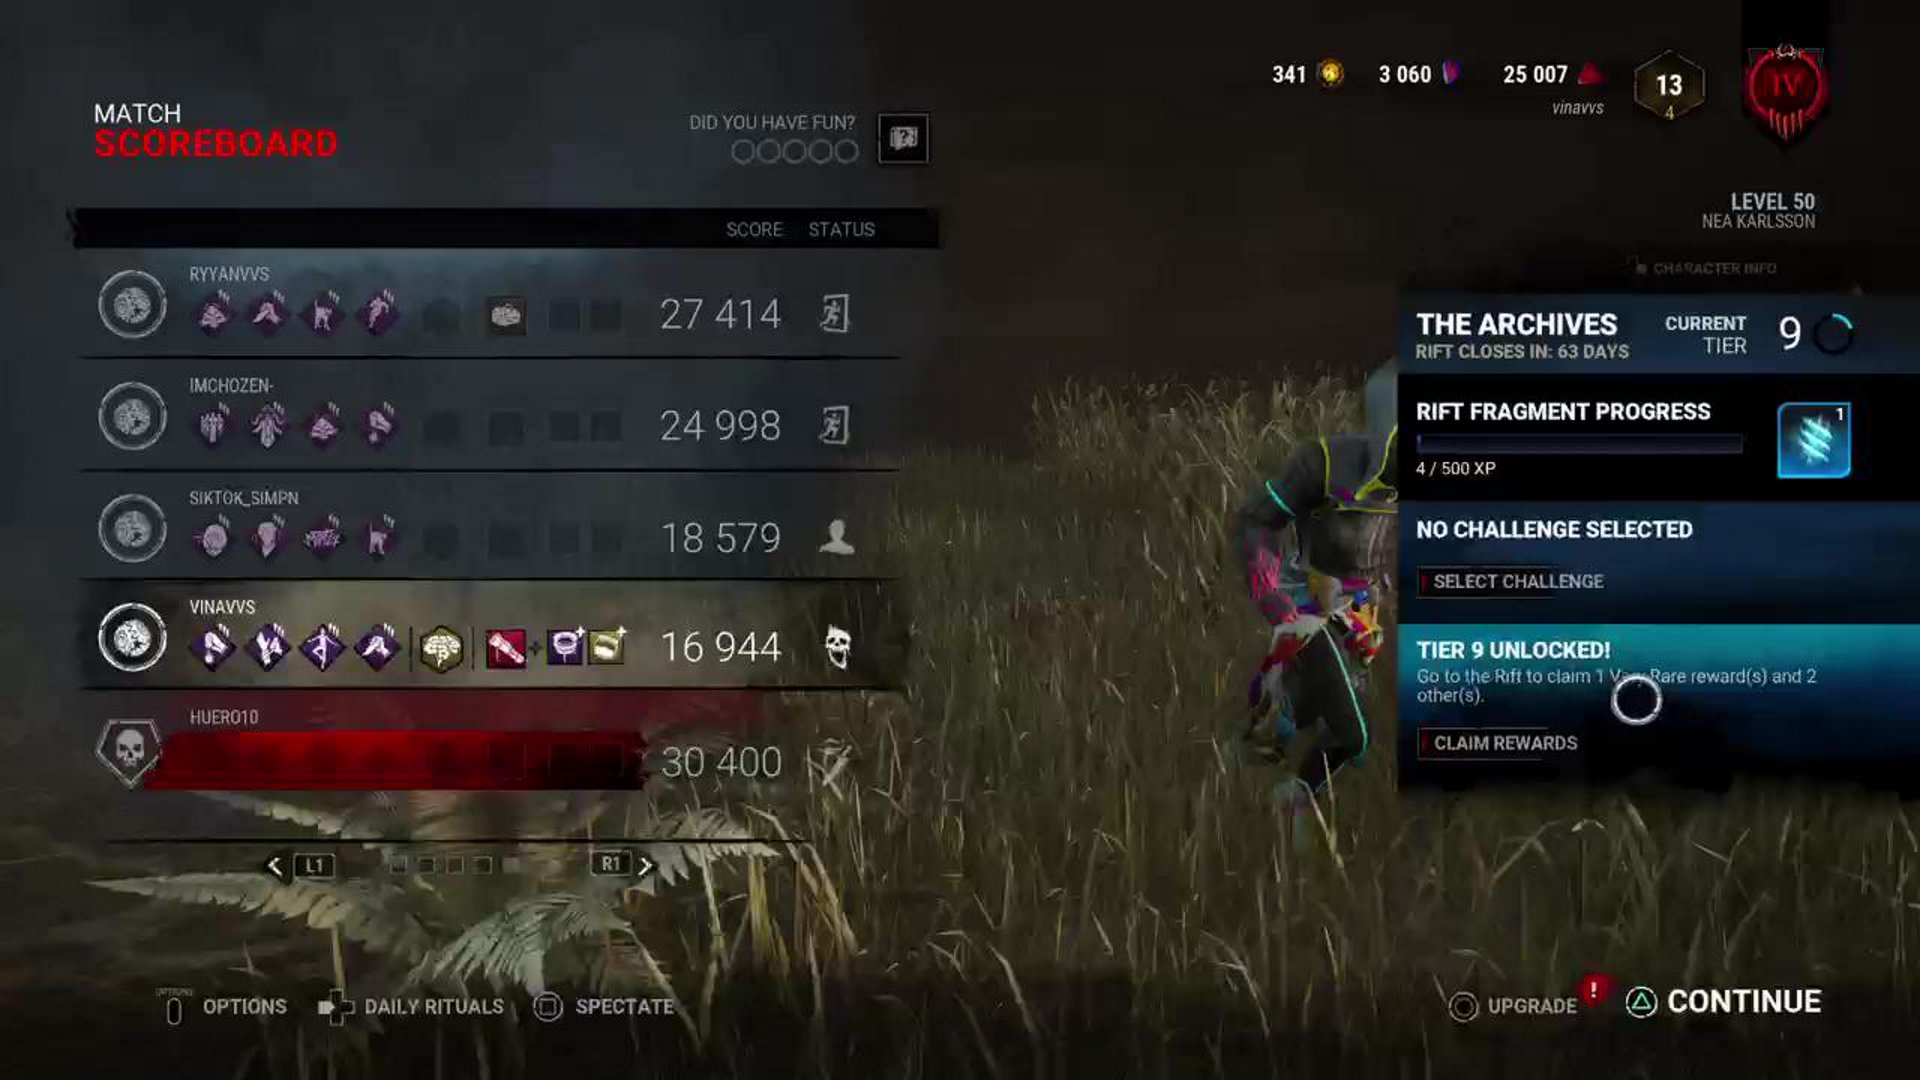 341
3 060
25 007
vinavvs
13
4
IV
MATCH
SCOREBOARD
DID YOU HAVE FUN?
LEVEL 50
NEA KARLSSON
CHARACTER INFO
SCORE STATUS
RYYANVVS
27 414
IMCHOZEN-
24 998
SIKTOK_SIMPN
18 579
VINAVVS
16 944
HUERO10
30 400
THE ARCHIVES
RIFT CLOSES IN: 63 DAYS
CURRENT
TIER
9
RIFT FRAGMENT PROGRESS
1
4 / 500 XP
NO CHALLENGE SELECTED
SELECT CHALLENGE
TIER 9 UNLOCKED!
Go to the Rift to claim 1 Very Rare reward(s) and 2
other(s).
CLAIM REWARDS
L1
R1
OPTIONS
OPTIONS
DAILY RITUALS
SPECTATE
UPGRADE
!
CONTINUE